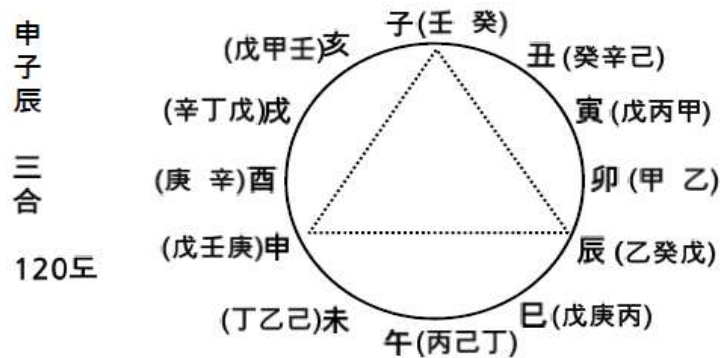 申子辰 三合
120도
子(壬 癸)
丑(癸辛己)
寅(戊丙甲)
卯(甲 乙)
辰(乙癸戊)
巳(戊庚丙)
午(丙己丁)
(丁乙己)未
(戊壬庚)申
(庚 辛)酉
(辛丁戊)戌
(戊甲壬)亥